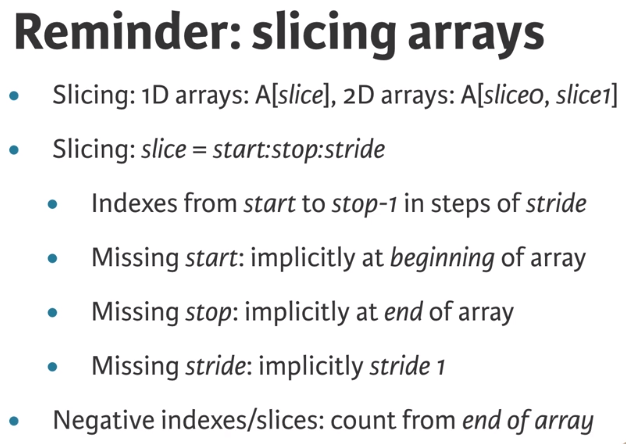 Reminder: slicing arrays
• Slicing: 1D arrays: A[slice], 2D arrays: A[slice0, slice1]
• Slicing: slice = start:stop:stride
• Indexes from start to stop-1 in steps of stride
• Missing start: implicitly at beginning of array
• Missing stop: implicitly at end of array
• Missing stride: implicitly stride 1
• Negative indexes/slices: count from end of array